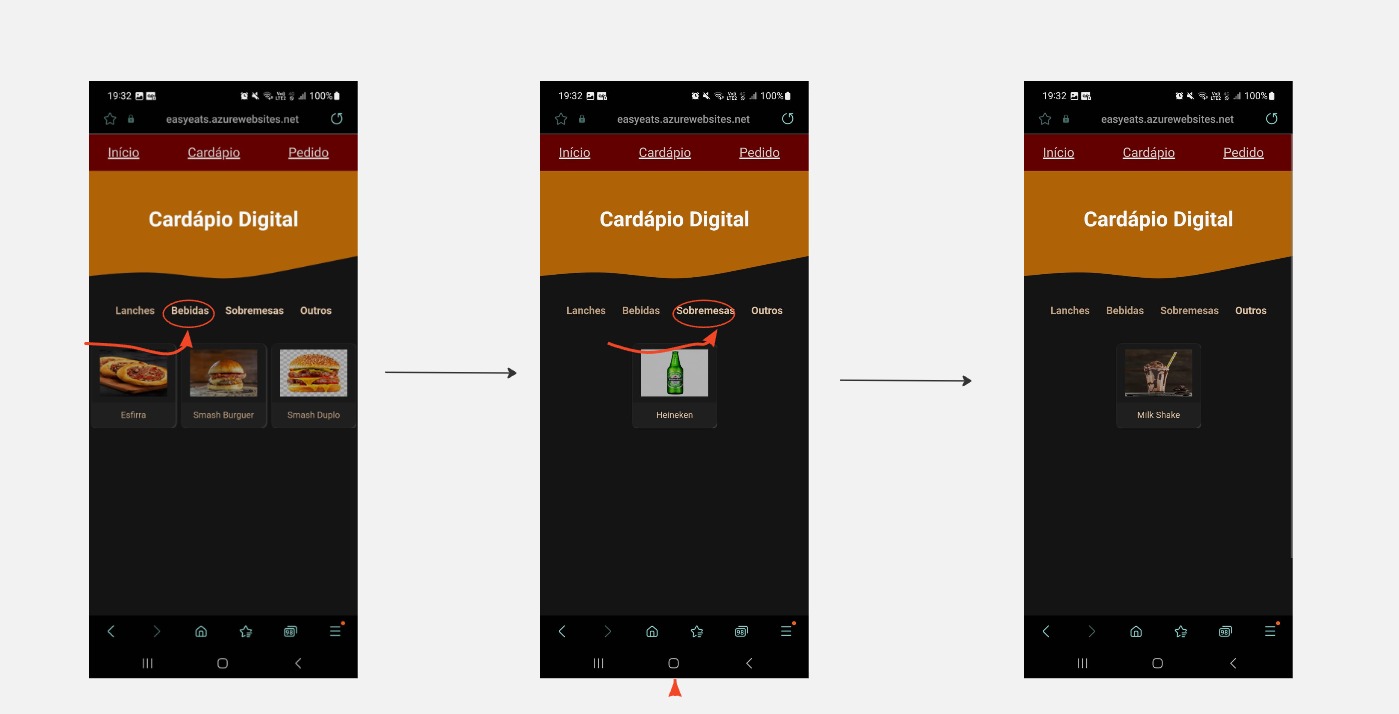 19:32 100%
easyeats.azurewebsites.net
Início Cardápio Pedido
Cardápio Digital
Lanches Bebidas Sobremesas Outros
Esfirra Smash Burguer Smash Duplo
19:32 100%
easyeats.azurewebsites.net
Início Cardápio Pedido
Cardápio Digital
Lanches Bebidas Sobremesas Outros
Heineken
19:32 100%
easyeats.azurewebsites.net
Início Cardápio Pedido
Cardápio Digital
Lanches Bebidas Sobremesas Outros
Milk Shake